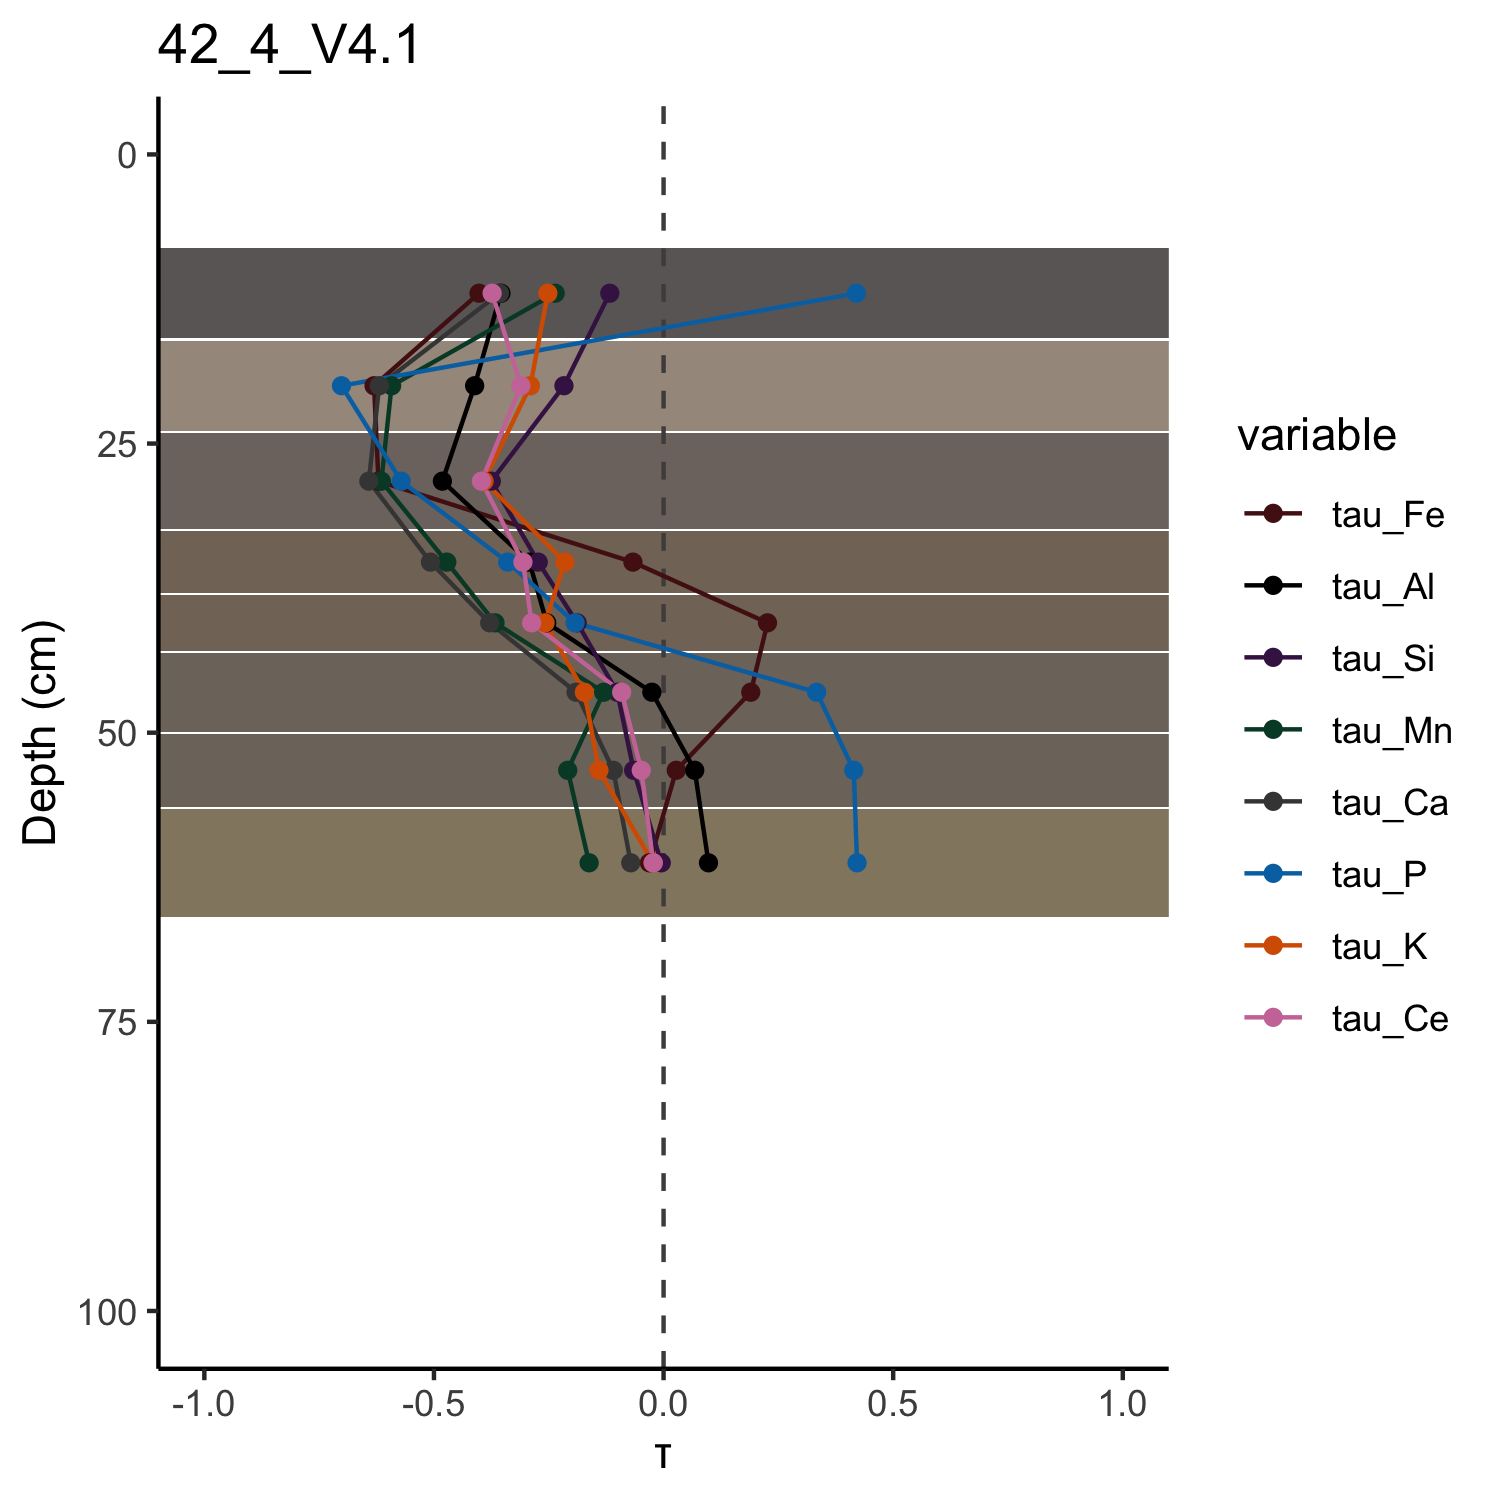 42_4_V4.1
0
25
50
75
100
Depth (cm)
-1.0
-0.5
0.0
0.5
1.0
τ
variable
tau_Fe
tau_Al
tau_Si
tau_Mn
tau_Ca
tau_P
tau_K
tau_Ce